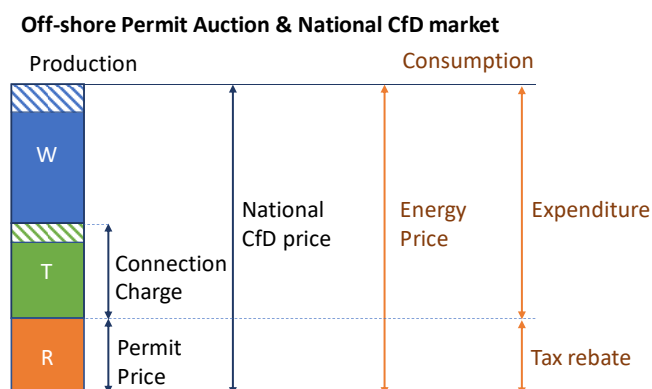 Off-shore Permit Auction & National CfD market
Production
Consumption
W
National
CfD price
Energy
Price
Expenditure
T
Connection
Charge
R
Permit
Price
Tax rebate